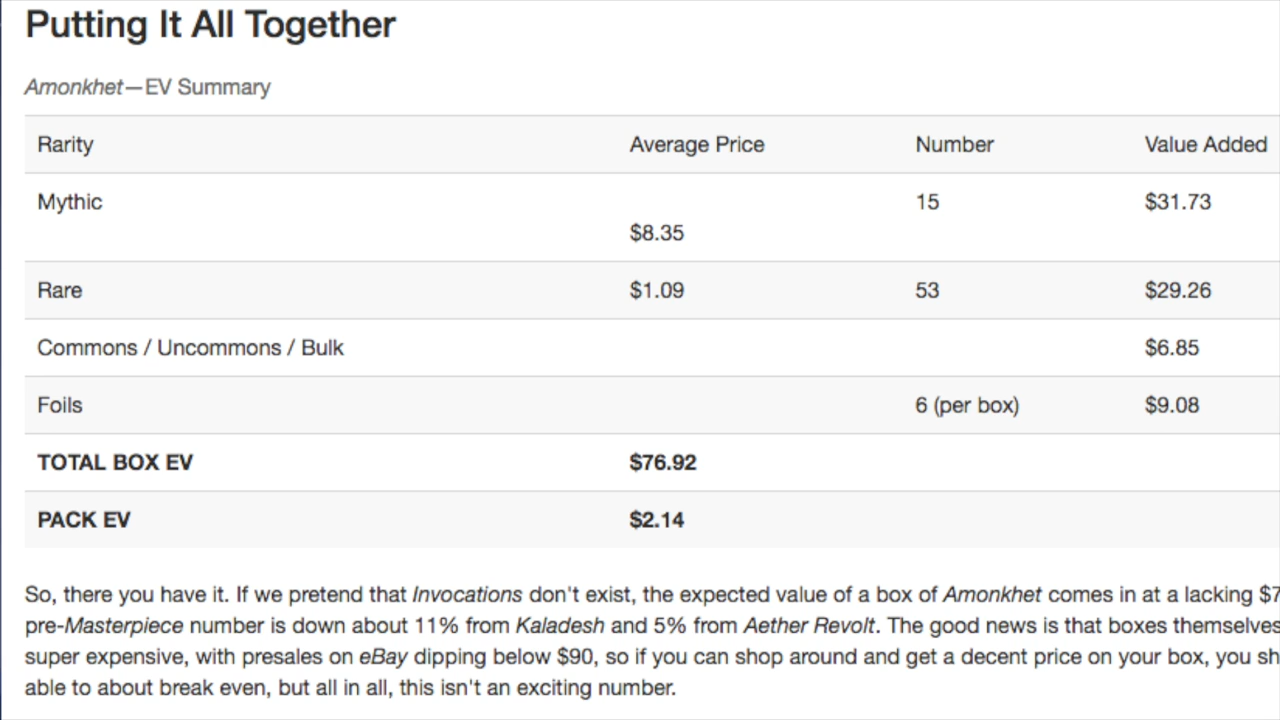 Putting It All Together
Amonkhet—EV Summary
Rarity Average Price Number Value Added
Mythic 15 $31.73
$8.35
Rare $1.09 53 $29.26
Commons / Uncommons / Bulk $6.85
Foils 6 (per box) $9.08
TOTAL BOX EV $76.92
PACK EV $2.14
So, there you have it. If we pretend that Invocations don't exist, the expected value of a box of Amonkhet comes in at a lacking $7
pre-Masterpiece number is down about 11% from Kaladesh and 5% from Aether Revolt. The good news is that boxes themselves
super expensive, with presales on eBay dipping below $90, so if you can shop around and get a decent price on your box, you sh
able to about break even, but all in all, this isn't an exciting number.